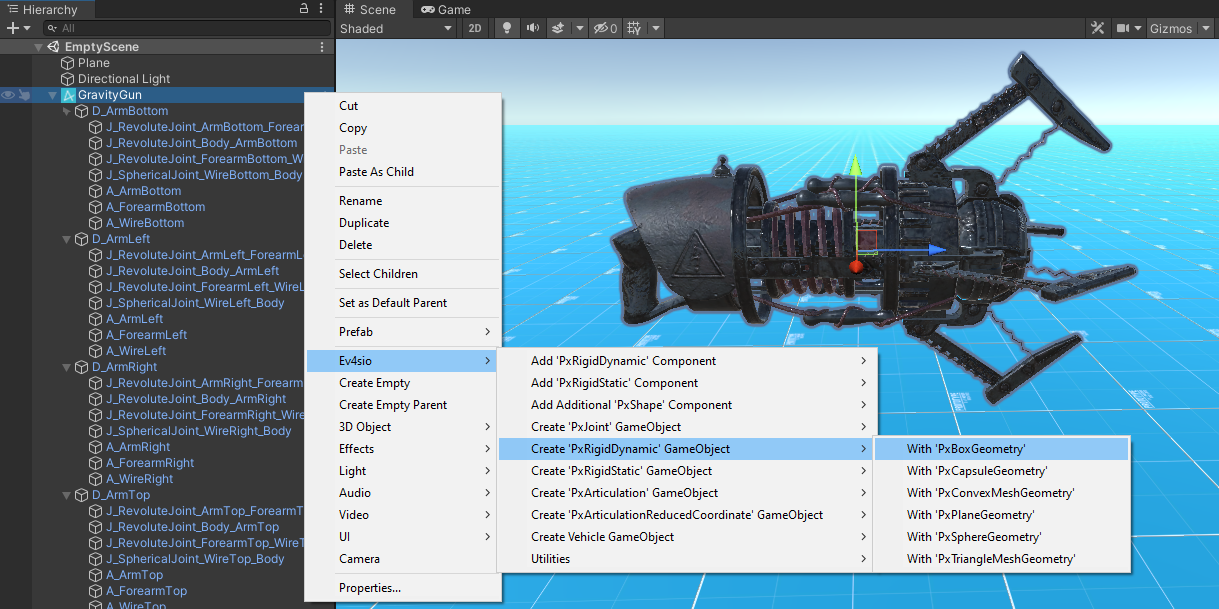 Hierarchy
All
EmptyScene
Plane
Directional Light
GravityGun
D_ArmBottom
J_RevoluteJoint_ArmBottom_Forear
J_RevoluteJoint_Body_ArmBottom
J_RevoluteJoint_ForearmBottom_W
J_SphericalJoint_WireBottom_Body
A_ArmBottom
A_ForearmBottom
A_WireBottom
D_ArmLeft
J_RevoluteJoint_ArmLeft_ForearmL
J_RevoluteJoint_Body_ArmLeft
J_RevoluteJoint_ForearmLeft_WireL
J_SphericalJoint_WireLeft_Body
A_ArmLeft
A_ForearmLeft
A_WireLeft
D_ArmRight
J_RevoluteJoint_ArmRight_Forearm
J_RevoluteJoint_Body_ArmRight
J_RevoluteJoint_ForearmRight_Wire
J_SphericalJoint_WireRight_Body
A_ArmRight
A_ForearmRight
A_WireRight
D_ArmTop
J_RevoluteJoint_ArmTop_ForearmT
J_RevoluteJoint_Body_ArmTop
J_RevoluteJoint_ForearmTop_WireT
J_SphericalJoint_WireTop_Body
A_ArmTop
A_ForearmTop
A_WireTop
Scene Game
Shaded 2D 0 Gizmos
Cut
Copy
Paste
Paste As Child
Rename
Duplicate
Delete
Select Children
Set as Default Parent
Prefab
Ev4sio
Create Empty
Create Empty Parent
3D Object
Effects
Light
Audio
Video
UI
Camera
Properties...
Add 'PxRigidDynamic' Component
Add 'PxRigidStatic' Component
Add Additional 'PxShape' Component
Create 'PxJoint' GameObject
Create 'PxRigidDynamic' GameObject
Create 'PxRigidStatic' GameObject
Create 'PxArticulation' GameObject
Create 'PxArticulationReducedCoordinate' GameObject
Create Vehicle GameObject
Utilities
With 'PxBoxGeometry'
With 'PxCapsuleGeometry'
With 'PxConvexMeshGeometry'
With 'PxPlaneGeometry'
With 'PxSphereGeometry'
With 'PxTriangleMeshGeometry'